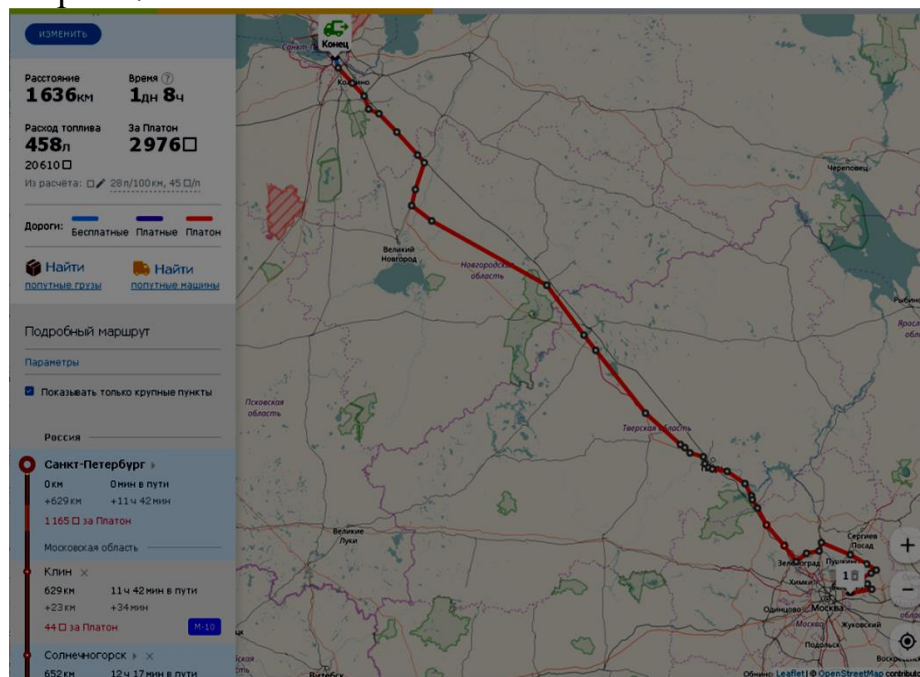 ИЗМЕНИТЬ
Расстояние
1636км
Время ?
1дн 8ч
Расход топлива
458л
20610 □
За Платон
2976□
Из расчёта: □ 28л/100км, 45 □/л
Дороги:
Бесплатные Платные Платон
Найти
попутные грузы
Найти
попутные машины
Подробный маршрут
Параметры
Показывать только крупные пункты
Россия
Санкт-Петербург
0км 0мин в пути
+629км +11ч 42мин
1165 □ за Платон
Московская область
Клин ×
629км 11ч 42мин в пути
+23км +34мин
44 □ за Платон
М-10
Солнечногорск ×
652км 12ч 17мин в пути
Конец
Череповец
Великий
Новгород
Новгородская
область
Псковская
область
Тверская область
Великие
Луки
Сергиев
Посад
Зеленоград
Химки
1
Одинцово
Москва
Москва
Жуковский
Подольск
Витебск
+
−
Leaflet | © OpenStreetMap